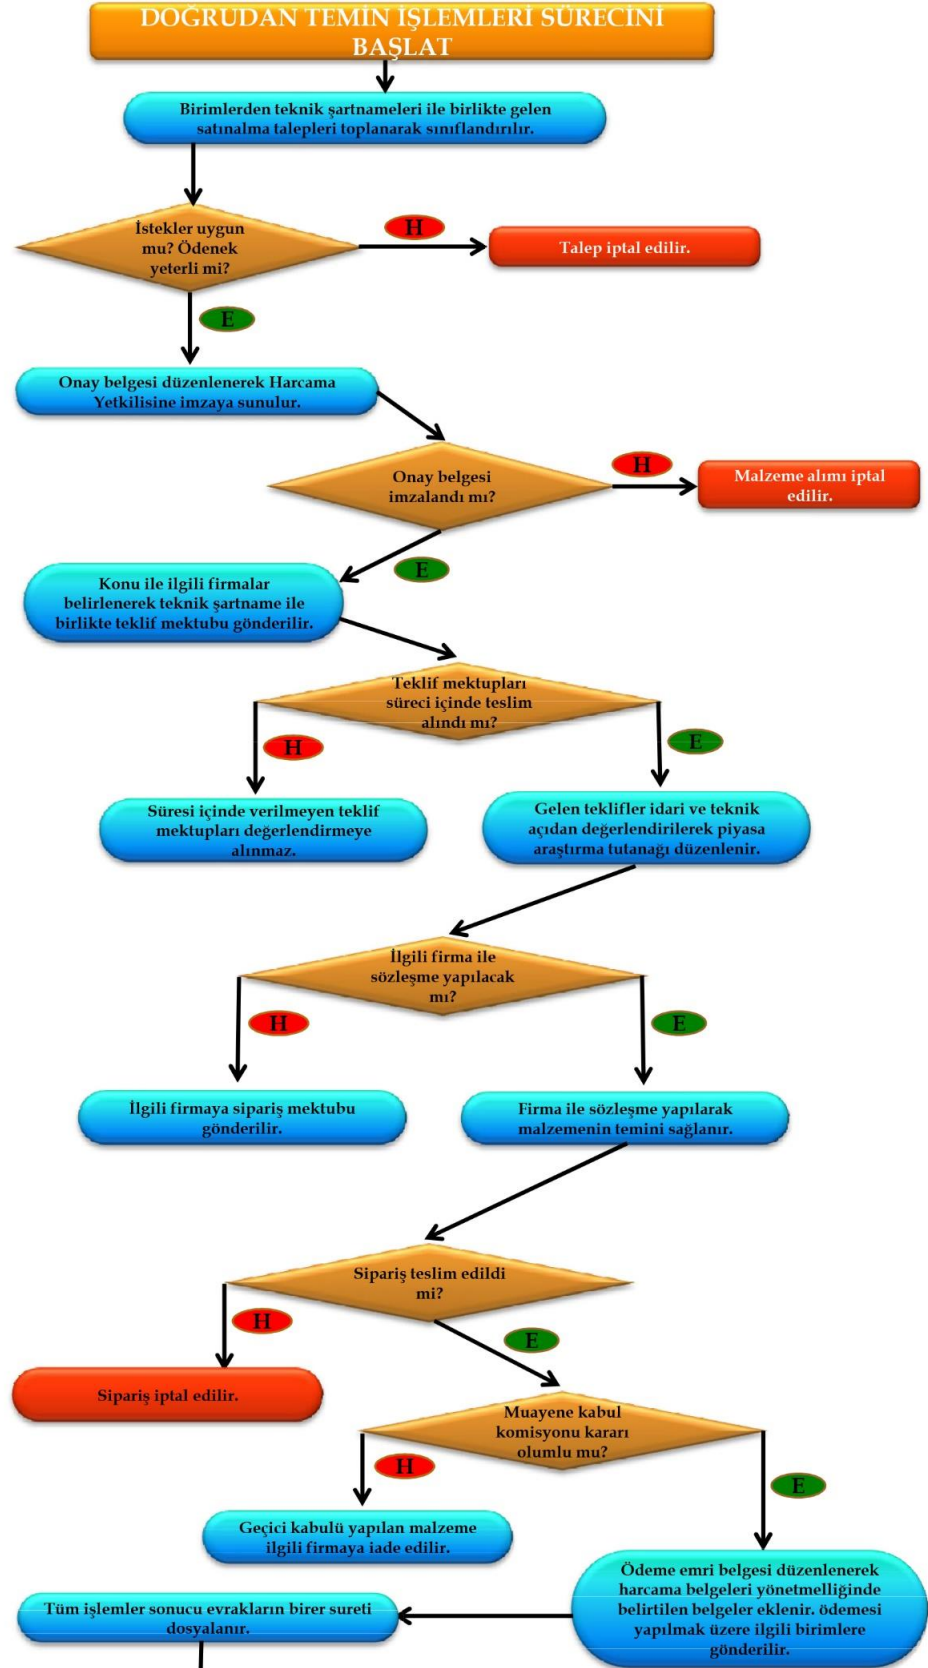 DOĞRUDAN TEMİN İŞLEMLERİ SÜRECİNİ
BAŞLAT
Birimlerden teknik şartnameleri ile birlikte gelen
satınalma talepleri toplanarak sınıflandırılır.
İstekler uygun
mu? Ödenek
yeterli mi?
H
Talep iptal edilir.
E
Onay belgesi düzenlenerek Harcama
Yetkilisine imzaya sunulur.
Onay belgesi
imzalandı mı?
H
Malzeme alımı iptal
edilir.
E
Konu ile ilgili firmalar
belirlenerek teknik şartname ile
birlikte teklif mektubu gönderilir.
Teklif mektupları
süreci içinde teslim
alındı mı?
H
E
Süresi içinde verilmeyen teklif
mektupları değerlendirmeye
alınmaz.
Gelen teklifler idari ve teknik
açıdan değerlendirilerek piyasa
araştırma tutanağı düzenlenir.
İlgili firma ile
sözleşme yapılacak
mı?
H
E
İlgili firmaya sipariş mektubu
gönderilir.
Firma ile sözleşme yapılarak
malzemenin temini sağlanır.
Sipariş teslim edildi
mi?
H
E
Sipariş iptal edilir.
Muayene kabul
komisyonu kararı
olumlu mu?
H
E
Geçici kabulü yapılan malzeme
ilgili firmaya iade edilir.
Ödeme emri belgesi düzenlenerek
harcama belgeleri yönetmelliğinde
belirtilen belgeler eklenir. ödemesi
yapılmak üzere ilgili birimlere
gönderilir.
Tüm işlemler sonucu evrakların birer sureti
dosyalanır.